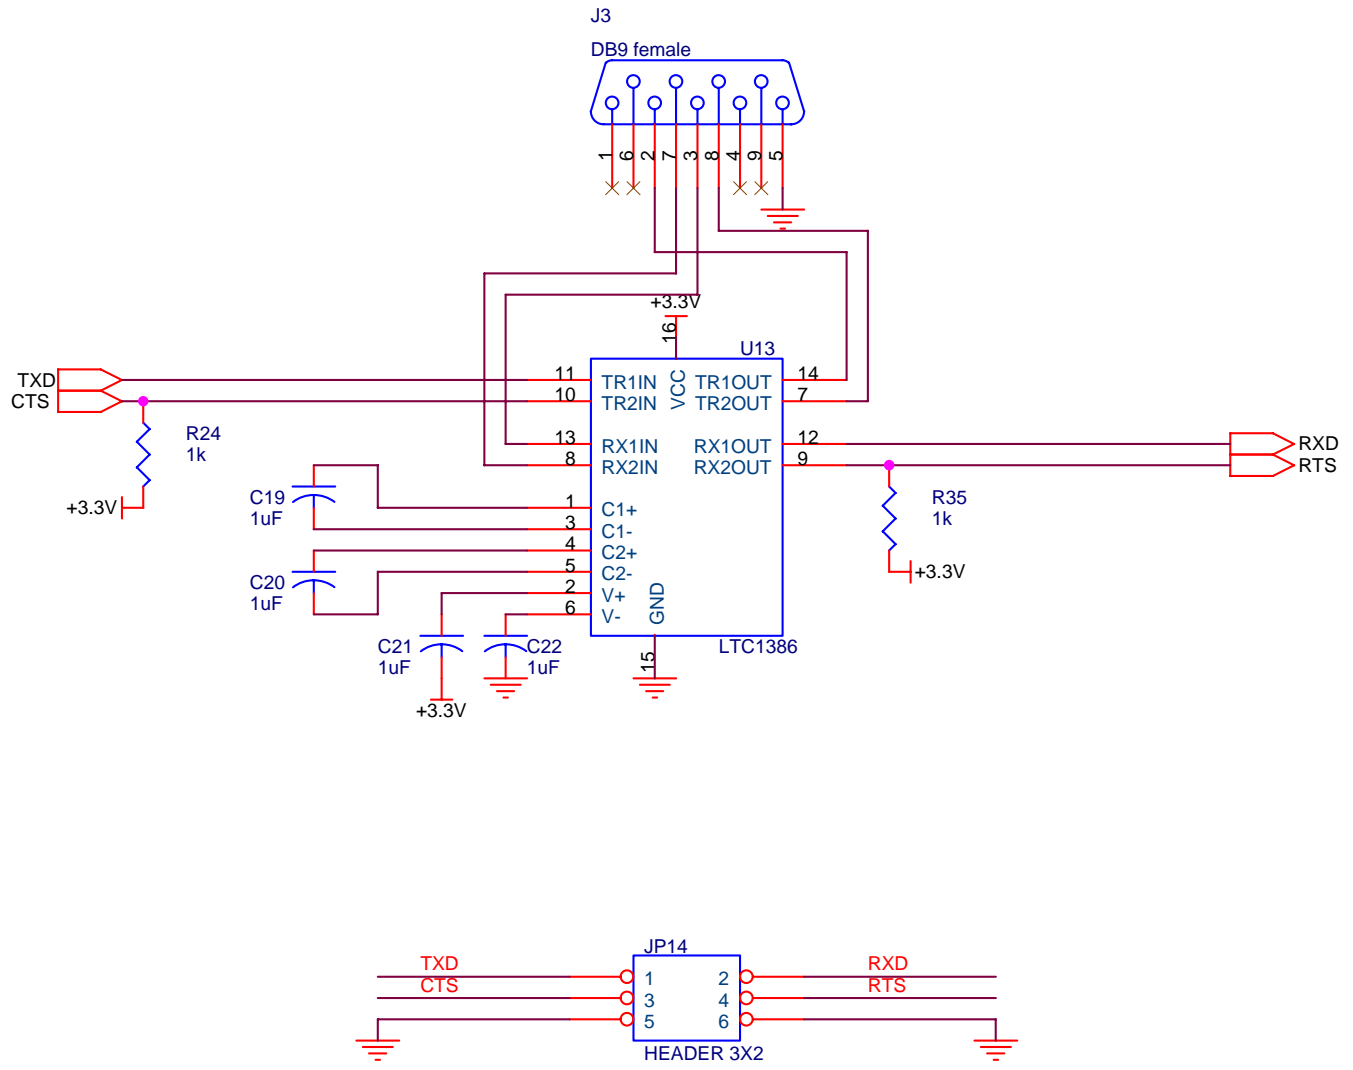 J3
DB9 female
1 6 2 7 3 8 4 9 5
+3.3V
16
U13
TXD 11 TR1IN VCC TR1OUT 14
CTS 10 TR2IN TR2OUT 7
R24
1k
13 RX1IN RX1OUT 12 RXD
8 RX2IN RX2OUT 9 RTS
+3.3V
C19
1uF
R35
1k
1 C1+
3 C1-
4 C2+
5 C2-
+3.3V
C20
1uF
2 V+
6 V-
GND
C21
1uF
C22
1uF
15
LTC1386
+3.3V
JP14
TXD 1 2 RXD
CTS 3 4 RTS
5 6
HEADER 3X2